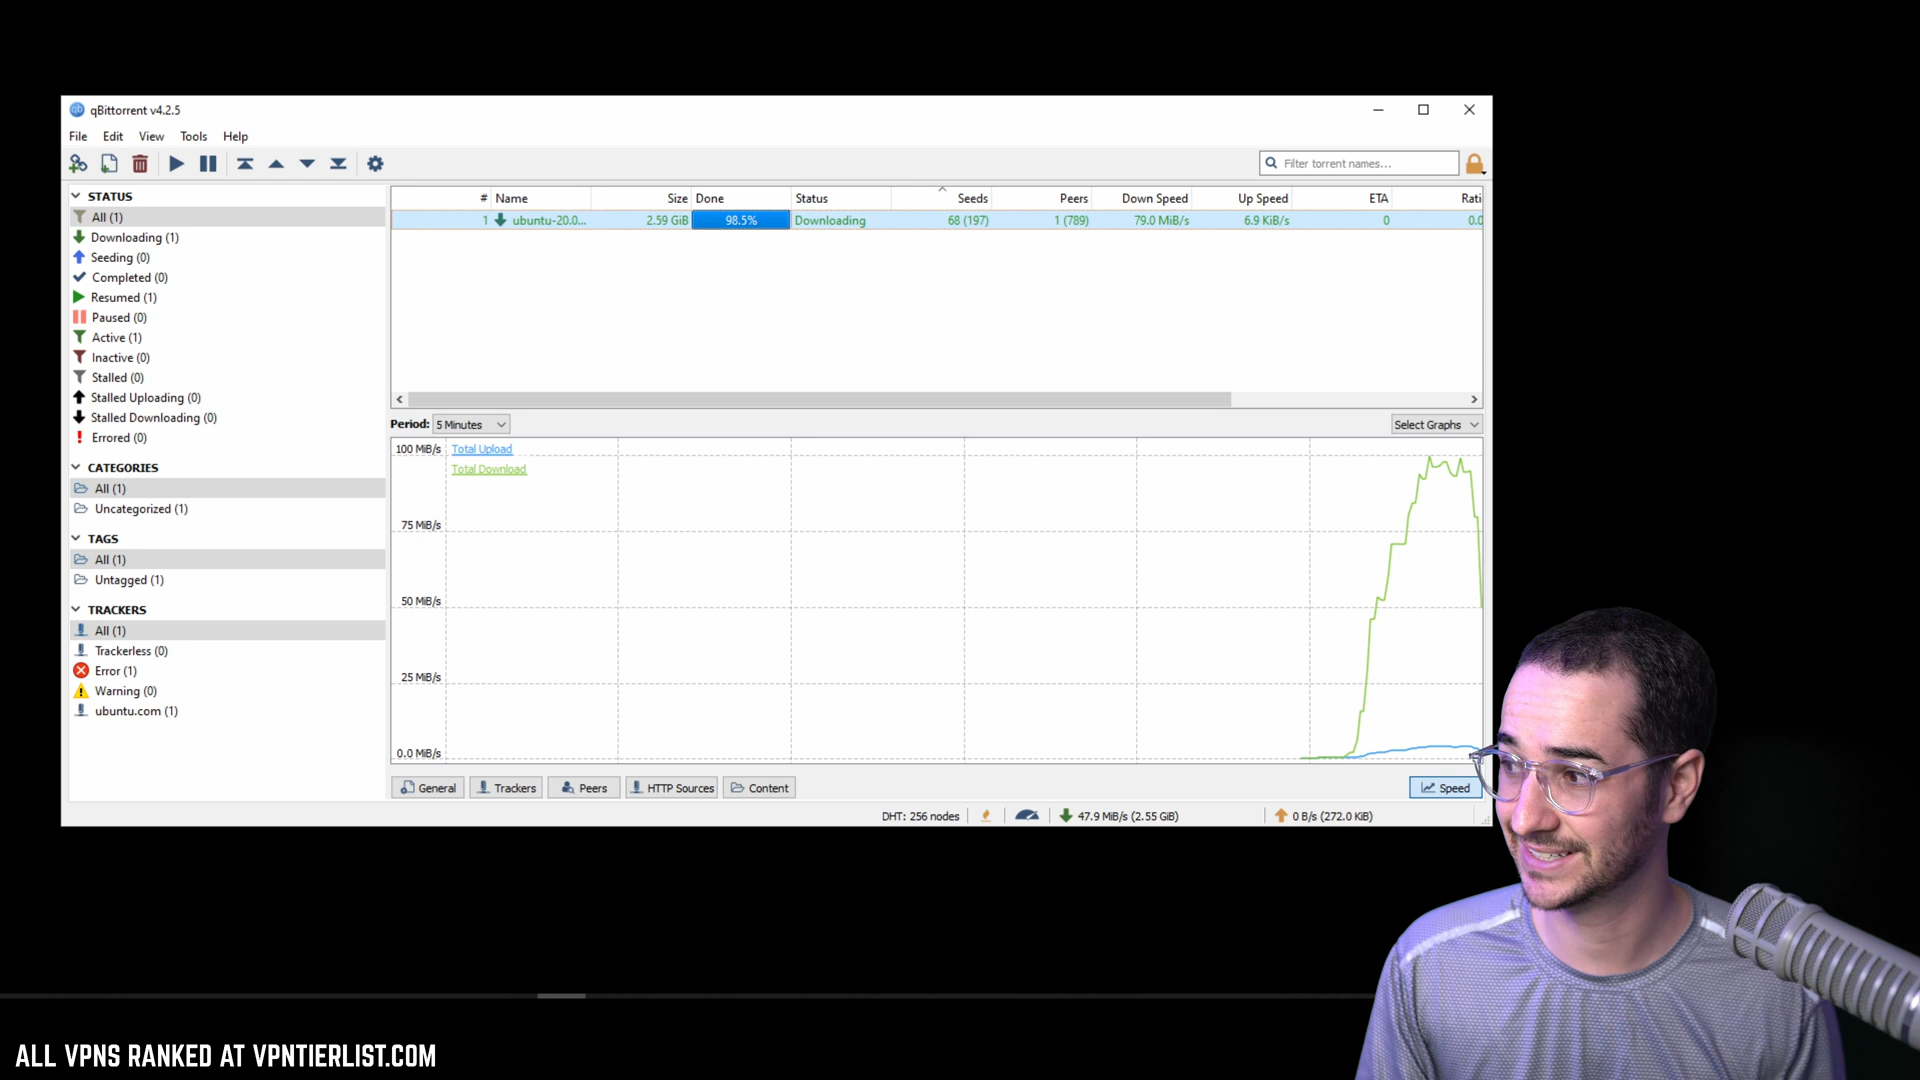 qBittorrent v4.2.5
File Edit View Tools Help
Filter torrent names...
STATUS
All (1)
Downloading (1)
Seeding (0)
Completed (0)
Resumed (1)
Paused (0)
Active (1)
Inactive (0)
Stalled (0)
Stalled Uploading (0)
Stalled Downloading (0)
Errored (0)
CATEGORIES
All (1)
Uncategorized (1)
TAGS
All (1)
Untagged (1)
TRACKERS
All (1)
Trackerless (0)
Error (1)
Warning (0)
ubuntu.com (1)
# Name Size Done Status Seeds Peers Down Speed Up Speed ETA Rati
1 ubuntu-20.0... 2.59 GiB 98.5% Downloading 68 (197) 1 (789) 79.0 MiB/s 6.9 KiB/s 0 0.0
Period: 5 Minutes Select Graphs
100 MiB/s Total Upload
Total Download
75 MiB/s
50 MiB/s
25 MiB/s
0.0 MiB/s
General Trackers Peers HTTP Sources Content Speed
DHT: 256 nodes 47.9 MiB/s (2.55 GiB) 0 B/s (272.0 KiB)
ALL VPNS RANKED AT VPNTIERLIST.COM